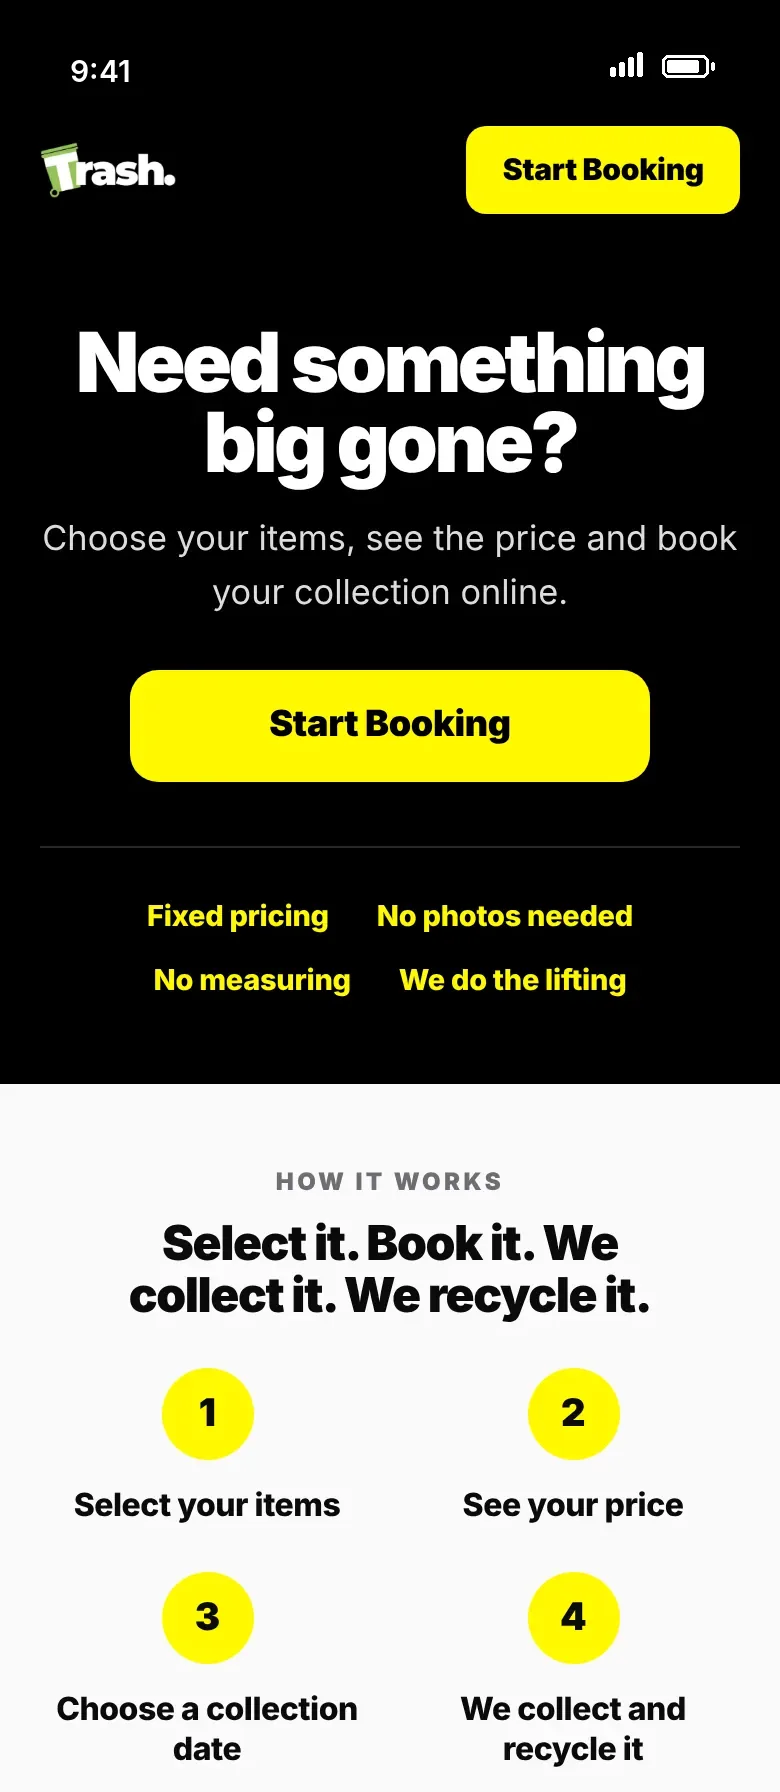 9:41
Trash.
Start Booking
Need something
big gone?
Choose your items, see the price and book
your collection online.
Start Booking
Fixed pricing No photos needed
No measuring We do the lifting
HOW IT WORKS
Select it. Book it. We
collect it. We recycle it.
1
Select your items
2
See your price
3
Choose a collection
date
4
We collect and
recycle it